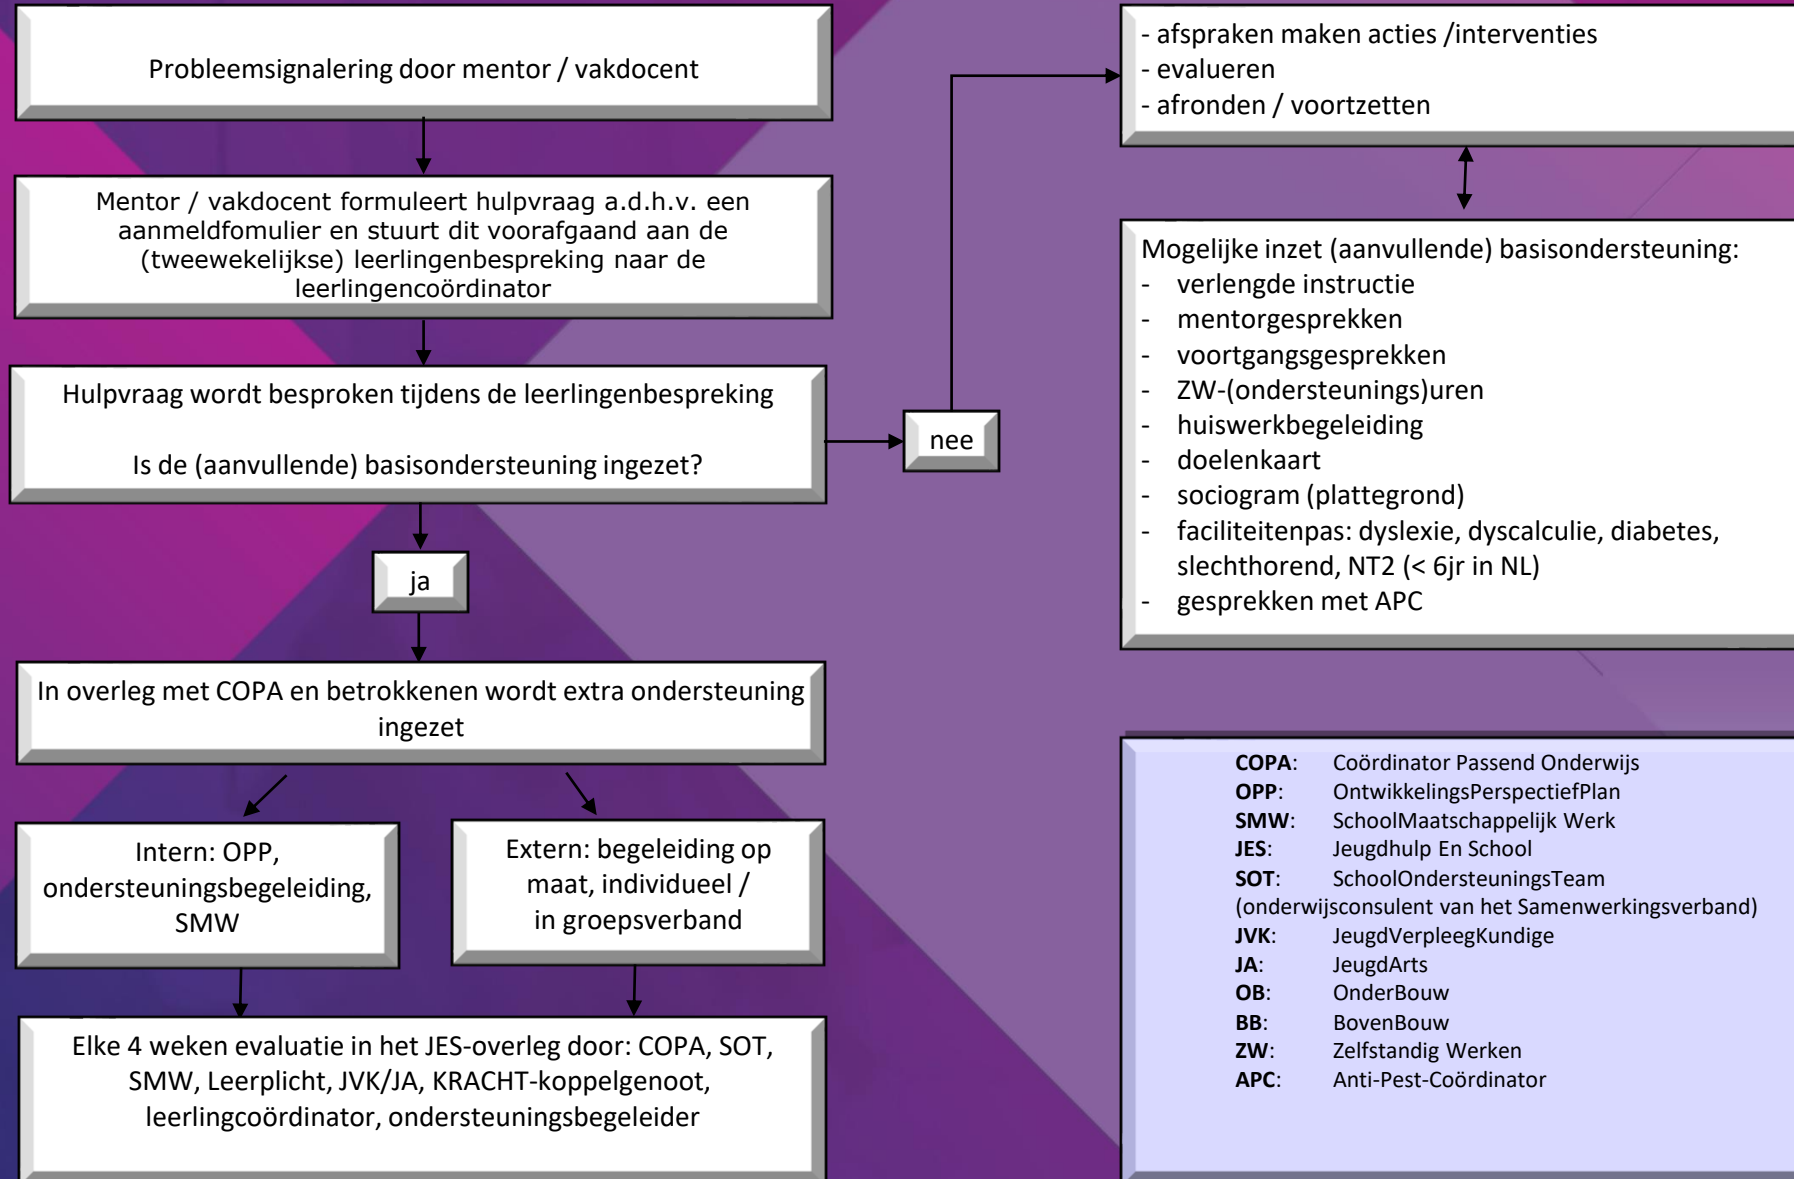 Probleemsignalering door mentor / vakdocent
Mentor / vakdocent formuleert hulpvraag a.d.h.v. een
aanmeldfomulier en stuurt dit voorafgaand aan de
(tweewekelijkse) leerlingenbespreking naar de
leerlingencoördinator
Hulpvraag wordt besproken tijdens de leerlingenbespreking
Is de (aanvullende) basisondersteuning ingezet?
nee
ja
In overleg met COPA en betrokkenen wordt extra ondersteuning
ingezet
Intern: OPP,
ondersteuningsbegeleiding,
SMW
Extern: begeleiding op
maat, individueel /
in groepsverband
Elke 4 weken evaluatie in het JES-overleg door: COPA, SOT,
SMW, Leerplicht, JVK/JA, KRACHT-koppelgenoot,
leerlingcoördinator, ondersteuningsbegeleider
- afspraken maken acties /interventies
- evalueren
- afronden / voortzetten
Mogelijke inzet (aanvullende) basisondersteuning:
- verlengde instructie
- mentorgesprekken
- voortgangsgesprekken
- ZW-(ondersteunings)uren
- huiswerkbegeleiding
- doelenkaart
- sociogram (plattegrond)
- faciliteitenpas: dyslexie, dyscalculie, diabetes,
slechthorend, NT2 (< 6jr in NL)
- gesprekken met APC
COPA: Coördinator Passend Onderwijs
OPP: OntwikkelingsPerspectiefPlan
SMW: SchoolMaatschappelijk Werk
JES: Jeugdhulp En School
SOT: SchoolOndersteuningsTeam
(onderwijsconsulent van het Samenwerkingsverband)
JVK: JeugdVerpleegKundige
JA: JeugdArts
OB: OnderBouw
BB: BovenBouw
ZW: Zelfstandig Werken
APC: Anti-Pest-Coördinator